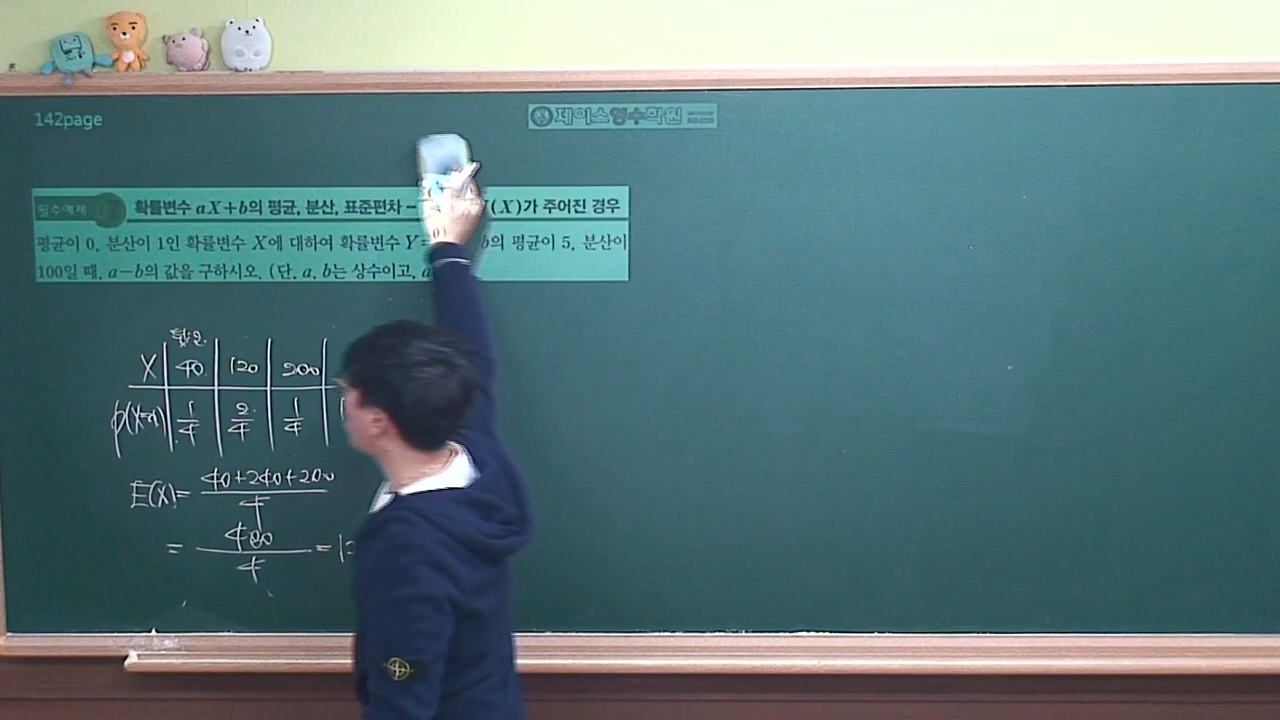 142page
제이스영수학원
필수예제 07 확률변수 aX+b의 평균, 분산, 표준편차 - (X)가 주어진 경우
평균이 0, 분산이 1인 확률변수 X에 대하여 확률변수 Y= b의 평균이 5, 분산이
100일 때, a-b의 값을 구하시오. (단, a, b는 상수이고, a
X 40 120 200
P(X=x) 1/4 2/4 1/4
E(X)= 40+240+200/4
= 480/4 = 12